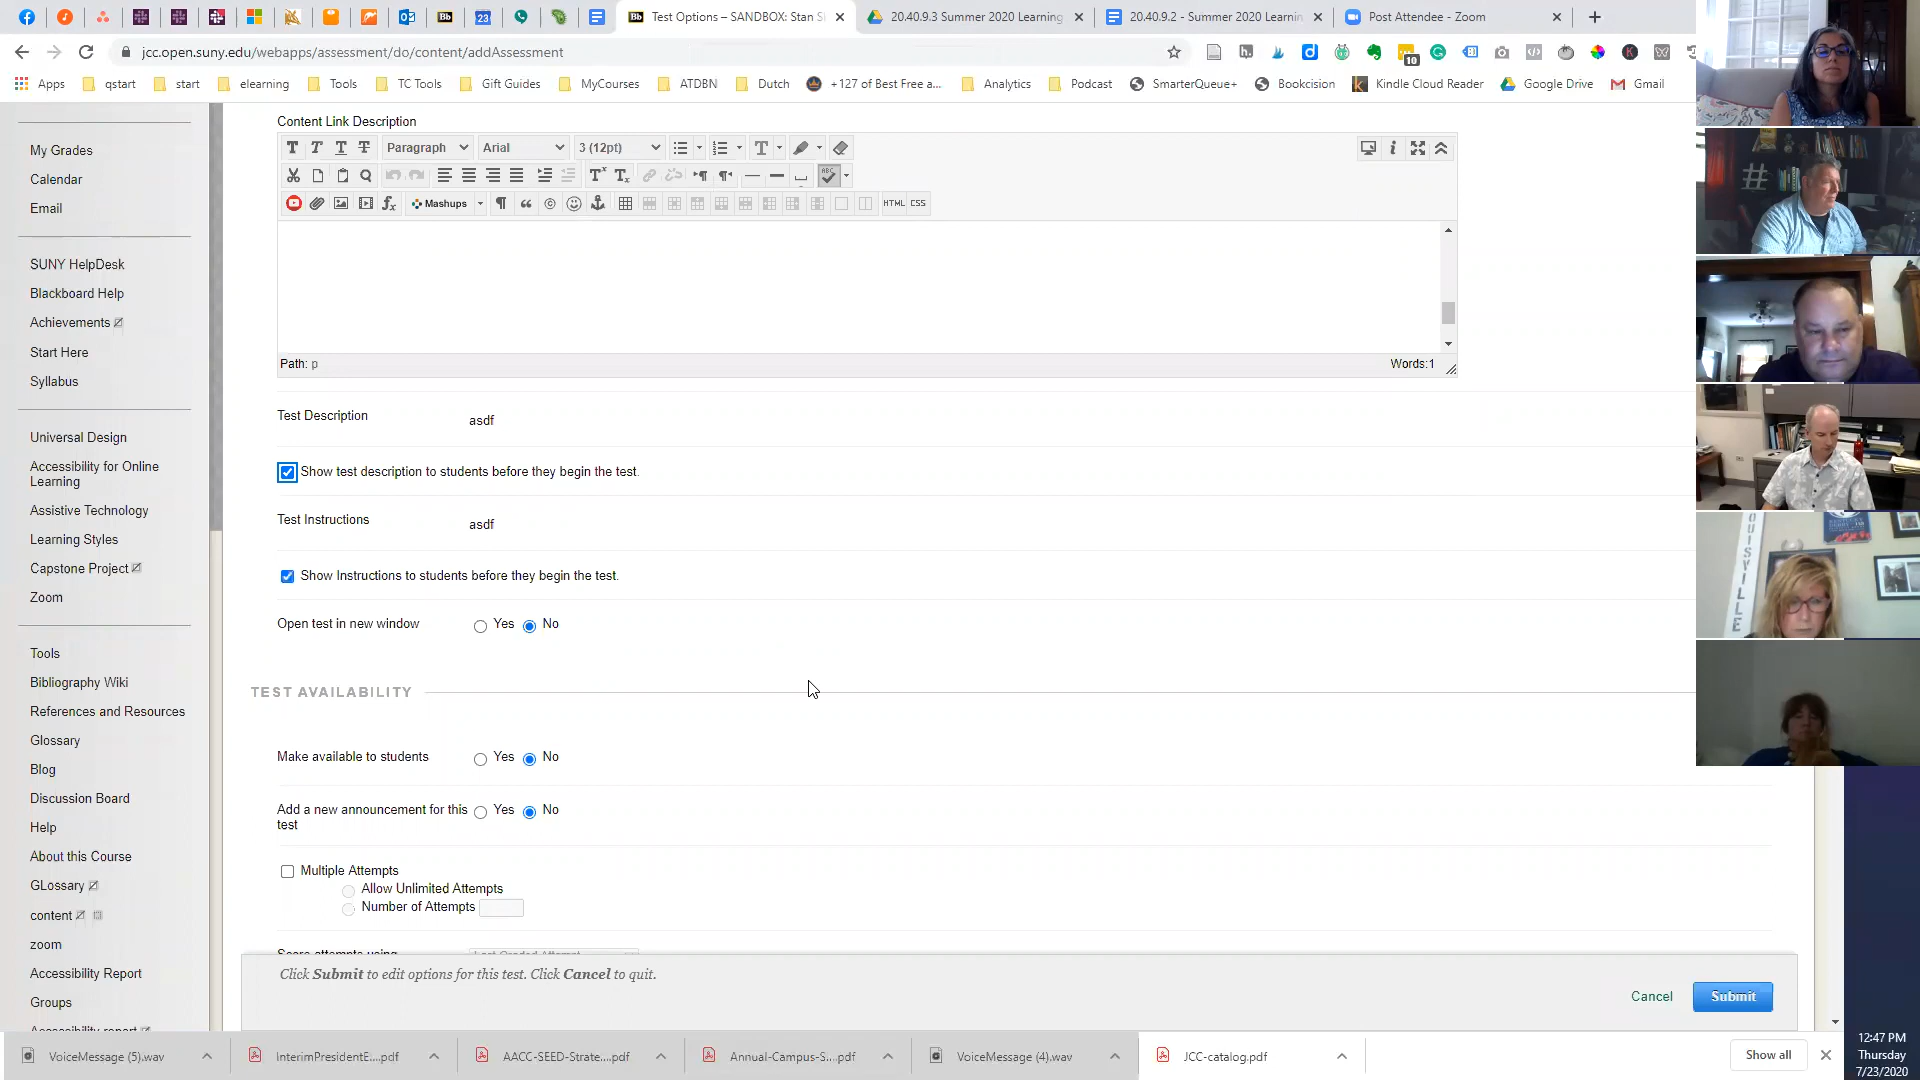 Test Options – SANDBOX: Stan S
20.40.9.3 Summer 2020 Learning
20.40.9.2 - Summer 2020 Learnin
Post Attendee - Zoom
jcc.open.suny.edu/webapps/assessment/do/content/addAssessment
Apps
qstart
start
elearning
Tools
TC Tools
Gift Guides
MyCourses
ATDBN
Dutch
+127 of Best Free a...
Analytics
Podcast
SmarterQueue+
Bookcision
Kindle Cloud Reader
Google Drive
Gmail
My Grades
Calendar
Email
SUNY HelpDesk
Blackboard Help
Achievements
Start Here
Syllabus
Universal Design
Accessibility for Online
Learning
Assistive Technology
Learning Styles
Capstone Project
Zoom
Tools
Bibliography Wiki
References and Resources
Glossary
Blog
Discussion Board
Help
About this Course
GLossary
content
zoom
Accessibility Report
Groups
Accessibility report
Content Link Description
Paragraph
Arial
3 (12pt)
Mashups
HTML CSS
Path: p
Words:1
Test Description
asdf
Show test description to students before they begin the test.
Test Instructions
asdf
Show Instructions to students before they begin the test.
Open test in new window
Yes No
TEST AVAILABILITY
Make available to students
Yes No
Add a new announcement for this
test
Yes No
Multiple Attempts
Allow Unlimited Attempts
Number of Attempts
Score attempts using
Last Graded Attempt
Click Submit to edit options for this test. Click Cancel to quit.
Cancel
Submit
VoiceMessage (5).wav
InterimPresidentE....pdf
AACC-SEED-Strate....pdf
Annual-Campus-S....pdf
VoiceMessage (4).wav
JCC-catalog.pdf
Show all
12:47 PM
Thursday
7/23/2020